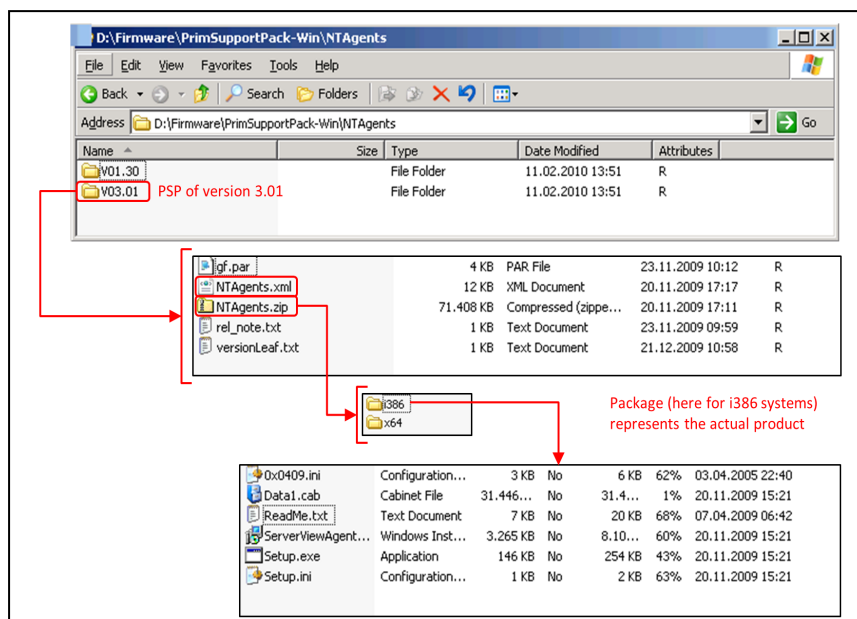 D:\Firmware\PrimSupportPack-Win\NTAgents
File Edit View Favorites Tools Help
Back Search Folders
Address D:\Firmware\PrimSupportPack-Win\NTAgents Go
Name Size Type Date Modified Attributes
V01.30 File Folder 11.02.2010 13:51 R
V03.01 PSP of version 3.01 File Folder 11.02.2010 13:51 R
gf.par 4 KB PAR File 23.11.2009 10:12 R
NTAgents.xml 12 KB XML Document 20.11.2009 17:17 R
NTAgents.zip 71.408 KB Compressed (zippe... 20.11.2009 17:11 R
rel_note.txt 1 KB Text Document 23.11.2009 09:59 R
versionLeaf.txt 1 KB Text Document 21.12.2009 10:58 R
i386
x64
Package (here for i386 systems)
represents the actual product
0x0409.ini Configuration... 3 KB No 6 KB 62% 03.04.2005 22:40
Data1.cab Cabinet File 31.446... No 31.4... 1% 20.11.2009 15:21
ReadMe.txt Text Document 7 KB No 20 KB 68% 07.04.2009 06:42
ServerViewAgent... Windows Inst... 3.265 KB No 8.10... 60% 20.11.2009 15:21
Setup.exe Application 146 KB No 254 KB 43% 20.11.2009 15:21
Setup.ini Configuration... 1 KB No 2 KB 63% 20.11.2009 15:21